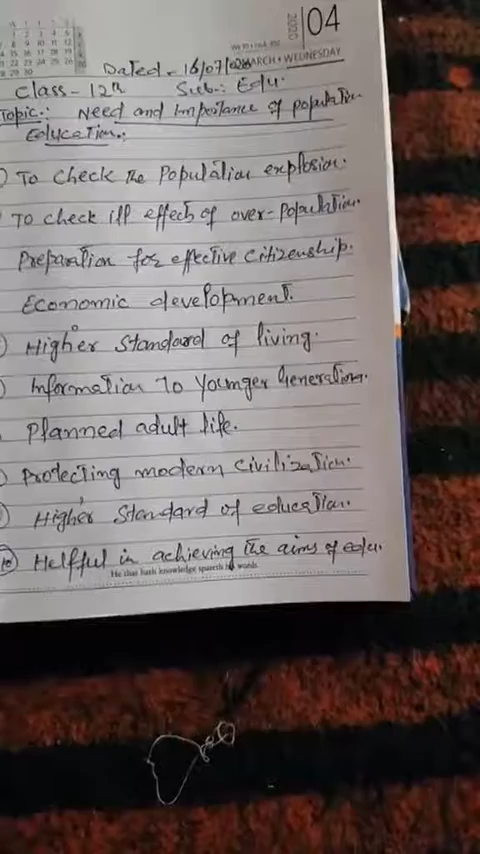 04
2020
MARCH • WEDNESDAY
Dated - 16/07/
Class - 12th Sub: Edu.
Topic: Need and Importance of population
Education:
To check the Population explosion.
To check ill effects of over-Population.
Preparation for effective citizenship.
Economic development.
Higher Standard of living.
Information to Younger Generation.
Planned adult life.
Protecting modern civilization.
Higher Standard of education.
10 Helpful in achieving the aims of edu.
He that hath knowledge spareth his words